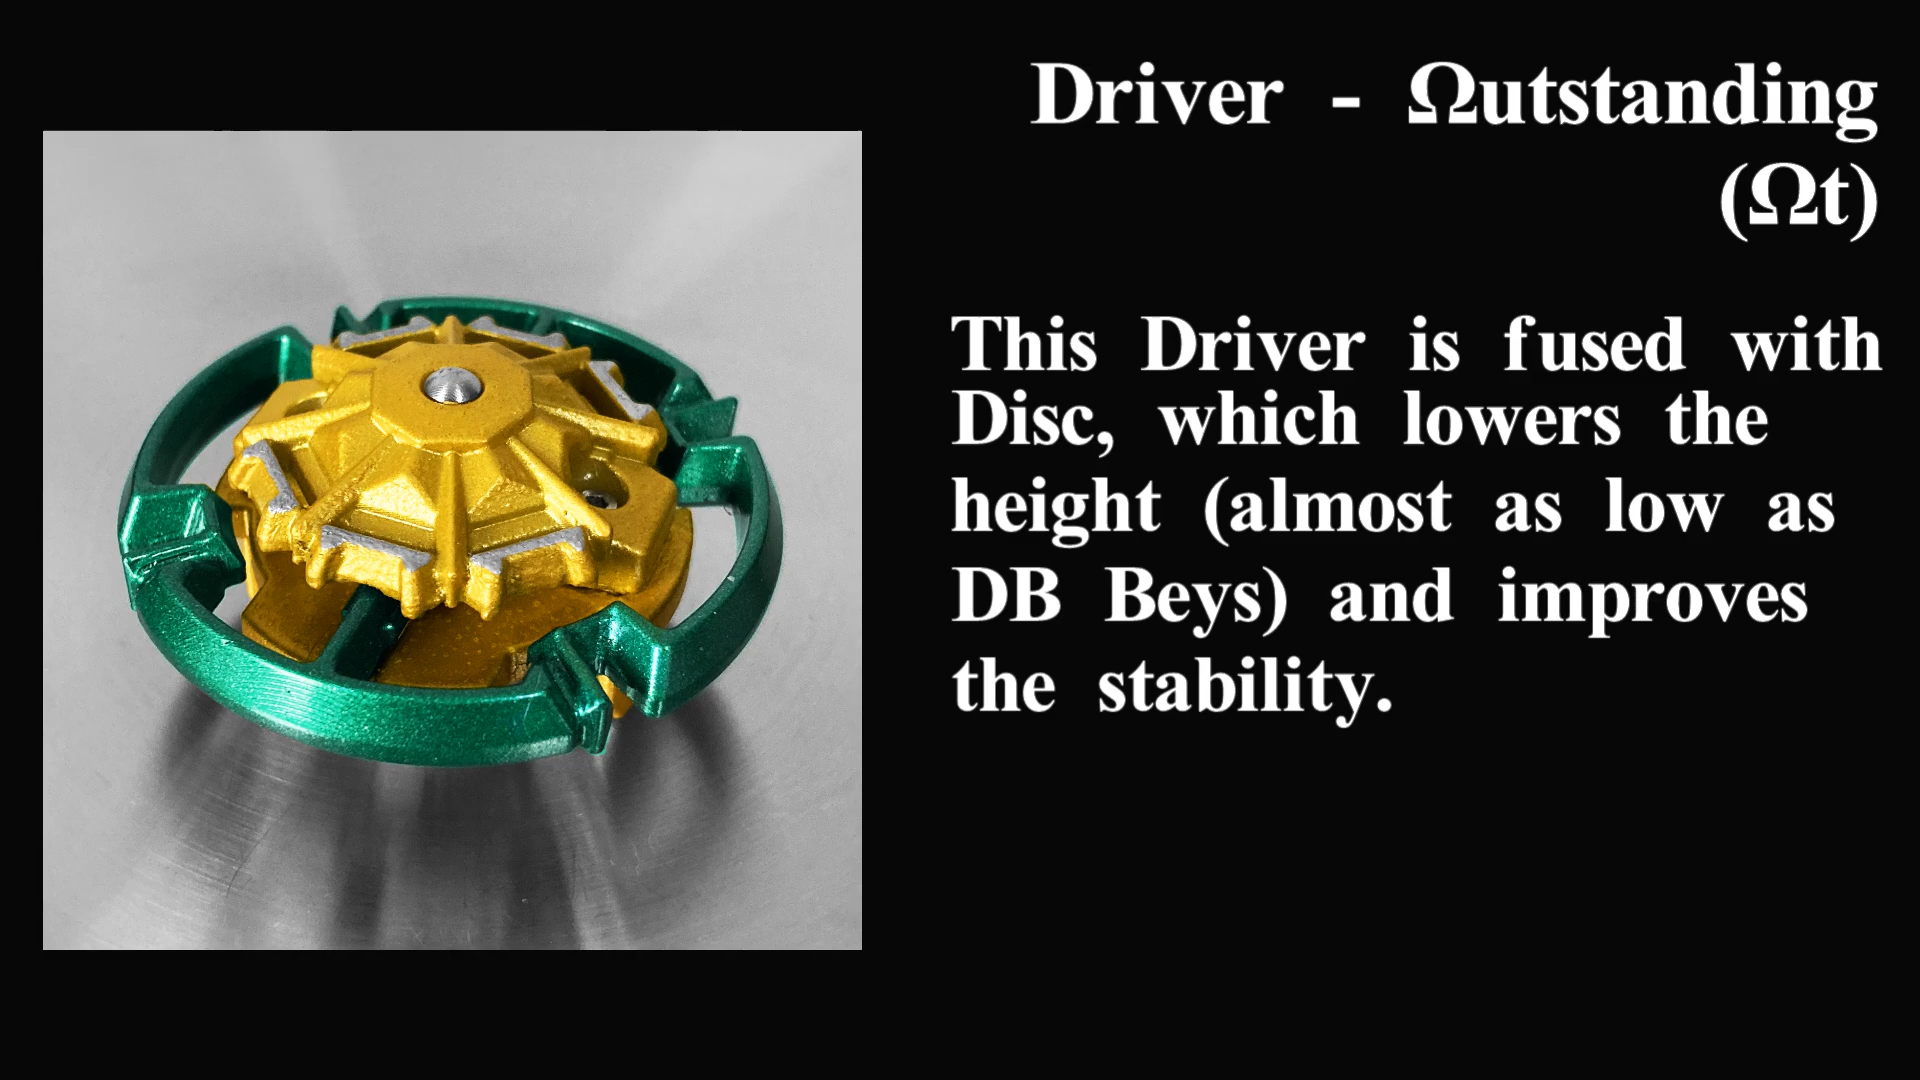 Driver - Ωutstanding
(Ωt)
This Driver is fused with
Disc, which lowers the
height (almost as low as
DB Beys) and improves
the stability.